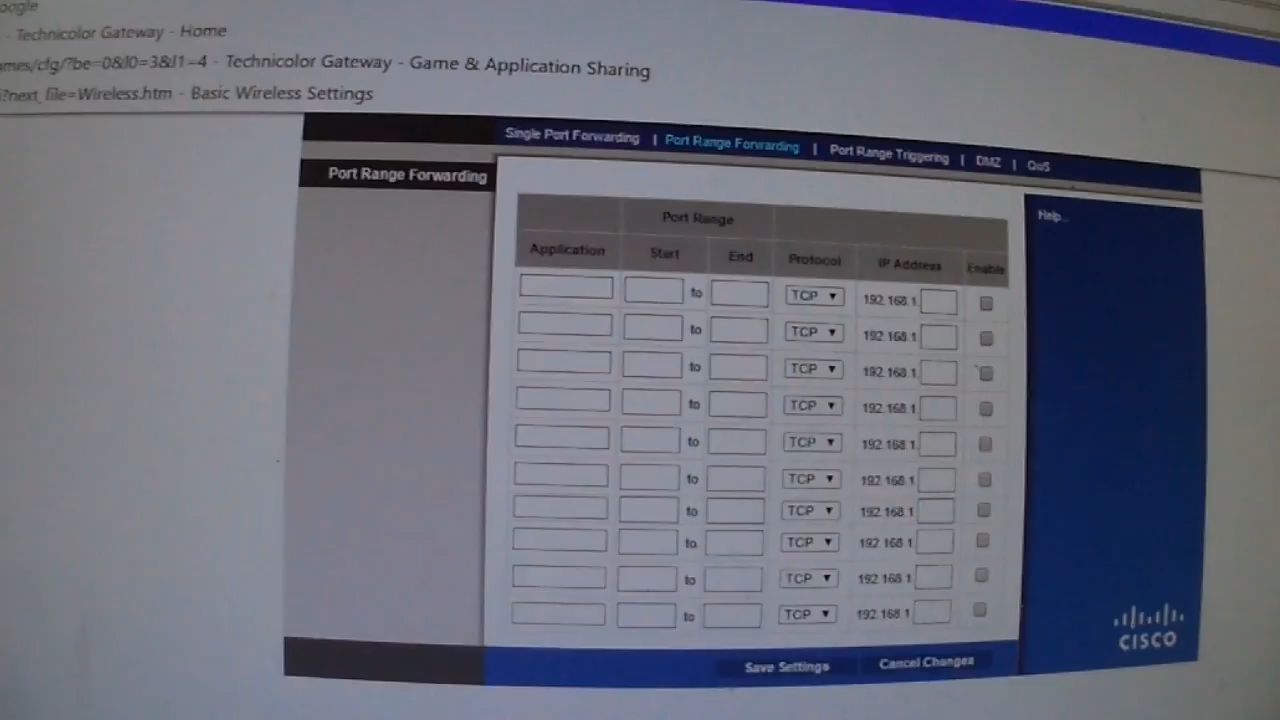 oogle
- Technicolor Gateway - Home
ames/cfg/?be=0&l0=3&l1=4 - Technicolor Gateway - Game & Application Sharing
?next_file=Wireless.htm - Basic Wireless Settings
Single Port Forwarding | Port Range Forwarding | Port Range Triggering | DMZ | QoS
Port Range Forwarding
Help...
Port Range
Application Start End Protocol IP Address Enable
to TCP ▼ 192.168.1.
to TCP ▼ 192.168.1.
to TCP ▼ 192.168.1.
to TCP ▼ 192.168.1.
to TCP ▼ 192.168.1.
to TCP ▼ 192.168.1.
to TCP ▼ 192.168.1.
to TCP ▼ 192.168.1.
to TCP ▼ 192.168.1.
to TCP ▼ 192.168.1.
Save Settings Cancel Changes
CISCO